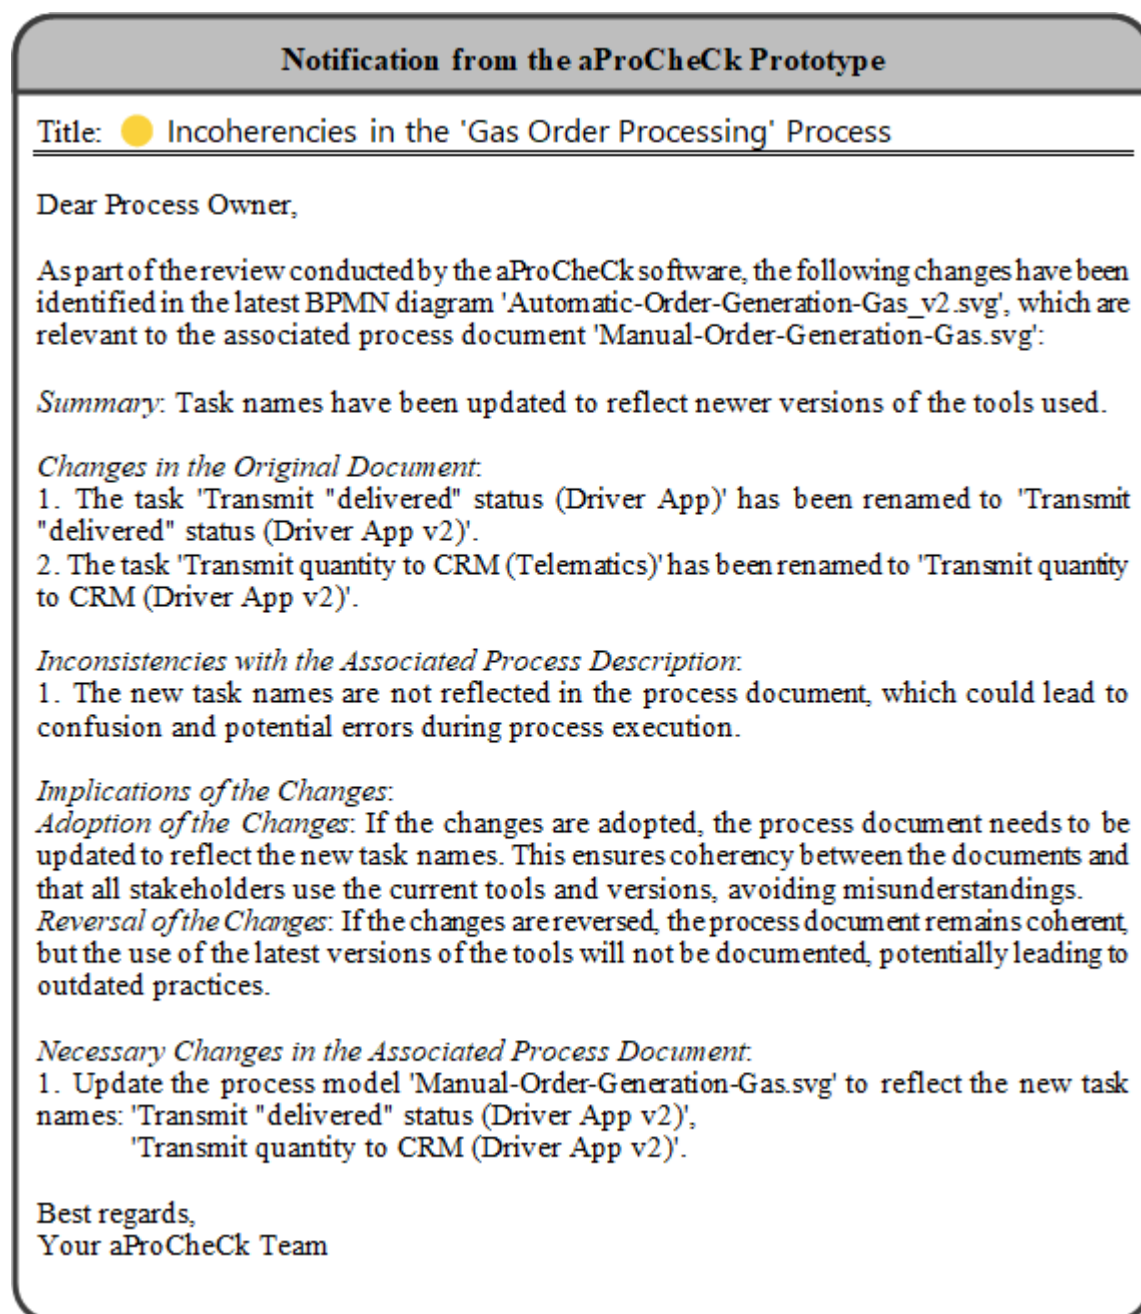 Notification from the aProCheCk Prototype
Title: Incoherencies in the 'Gas Order Processing' Process
Dear Process Owner,
As part of the review conducted by the aProCheCk software, the following changes have been
identified in the latest BPMN diagram 'Automatic-Order-Generation-Gas_v2.svg', which are
relevant to the associated process document 'Manual-Order-Generation-Gas.svg':
Summary: Task names have been updated to reflect newer versions of the tools used.
Changes in the Original Document:
1. The task 'Transmit "delivered" status (Driver App)' has been renamed to 'Transmit
"delivered" status (Driver App v2)'.
2. The task 'Transmit quantity to CRM (Telematics)' has been renamed to 'Transmit quantity
to CRM (Driver App v2)'.
Inconsistencies with the Associated Process Description:
1. The new task names are not reflected in the process document, which could lead to
confusion and potential errors during process execution.
Implications of the Changes:
Adoption of the Changes: If the changes are adopted, the process document needs to be
updated to reflect the new task names. This ensures coherency between the documents and
that all stakeholders use the current tools and versions, avoiding misunderstandings.
Reversal of the Changes: If the changes are reversed, the process document remains coherent,
but the use of the latest versions of the tools will not be documented, potentially leading to
outdated practices.
Necessary Changes in the Associated Process Document:
1. Update the process model 'Manual-Order-Generation-Gas.svg' to reflect the new task
names: 'Transmit "delivered" status (Driver App v2)',
'Transmit quantity to CRM (Driver App v2)'.
Best regards,
Your aProCheCk Team